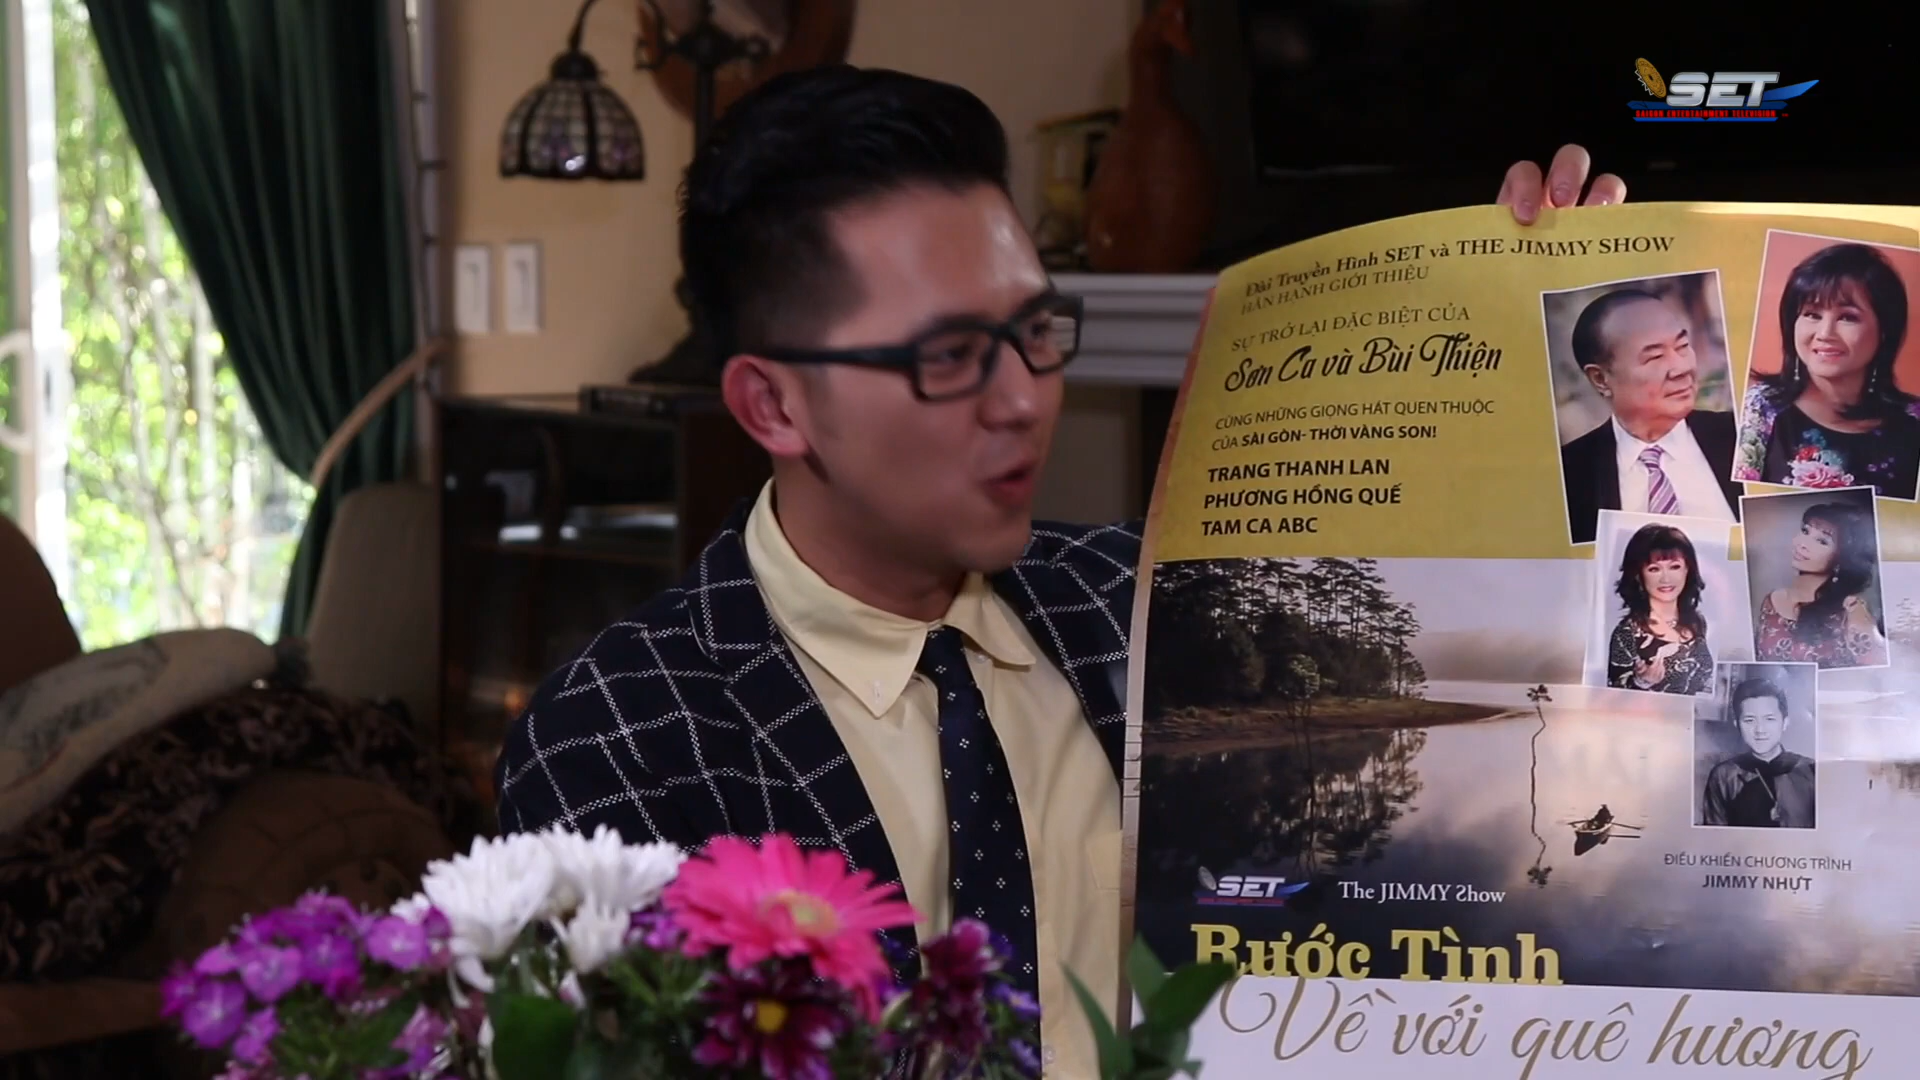 SET
SAIGON ENTERTAINMENT TELEVISION
Đài Truyền Hình SET và THE JIMMY SHOW
HÂN HẠNH GIỚI THIỆU
SỰ TRỞ LẠI ĐẶC BIỆT CỦA
Sơn Ca và Bùi Thiện
CÙNG NHỮNG GIỌNG HÁT QUEN THUỘC
CỦA SÀI GÒN- THỜI VÀNG SON!
TRANG THANH LAN
PHƯƠNG HỒNG QUẾ
TAM CA ABC
ĐIỀU KHIỂN CHƯƠNG TRÌNH
JIMMY NHỰT
SET
The JIMMY Show
Rước Tình
Về với quê hương